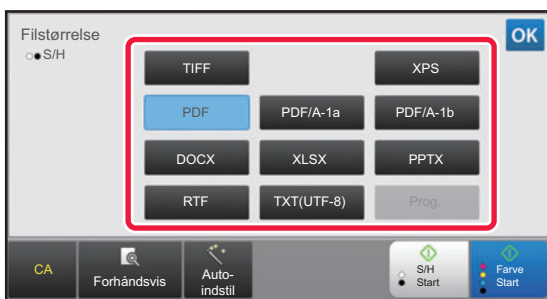 Filstørrelse
S/H
OK
TIFF
XPS
PDF
PDF/A-1a
PDF/A-1b
DOCX
XLSX
PPTX
RTF
TXT(UTF-8)
Prog.
CA
Forhåndsvis
Auto-
indstil
S/H
Start
Farve
Start